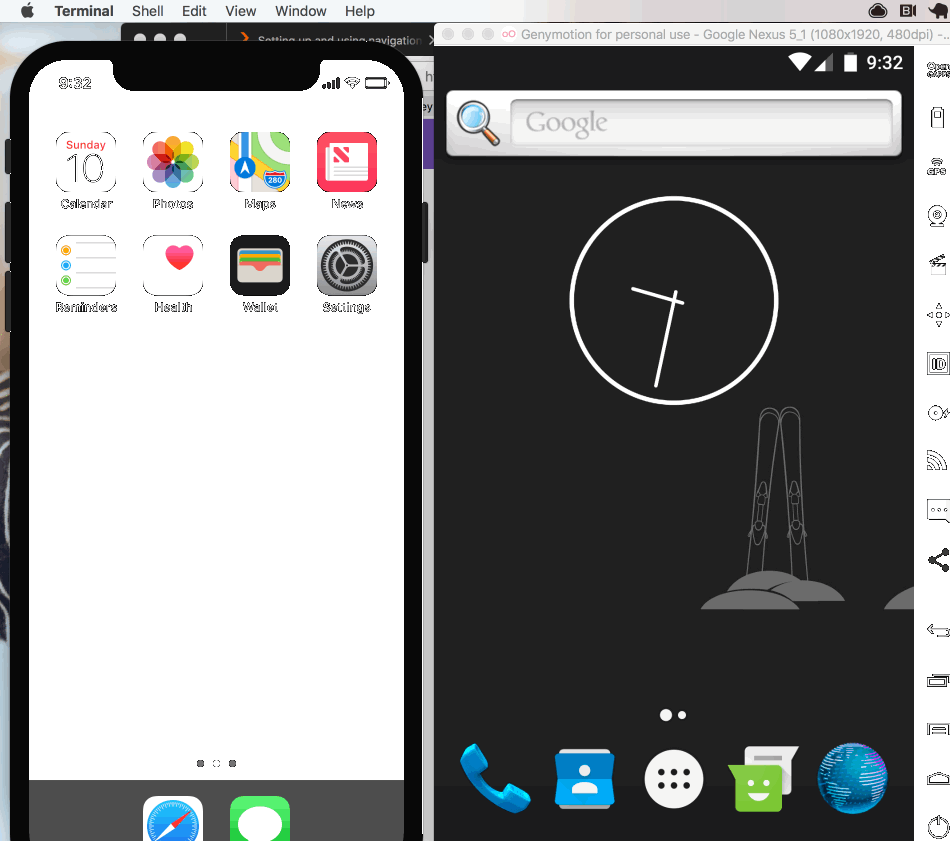 Terminal Shell Edit View Window Help
Setting up and using navigation
Genymotion for personal use - Google Nexus 5_1 (1080x1920, 480dpi) -...
9:32
9:32
Google
Sunday
10
280
Calendar Photos Maps News
Reminders Health Wallet Settings
GPS
ID